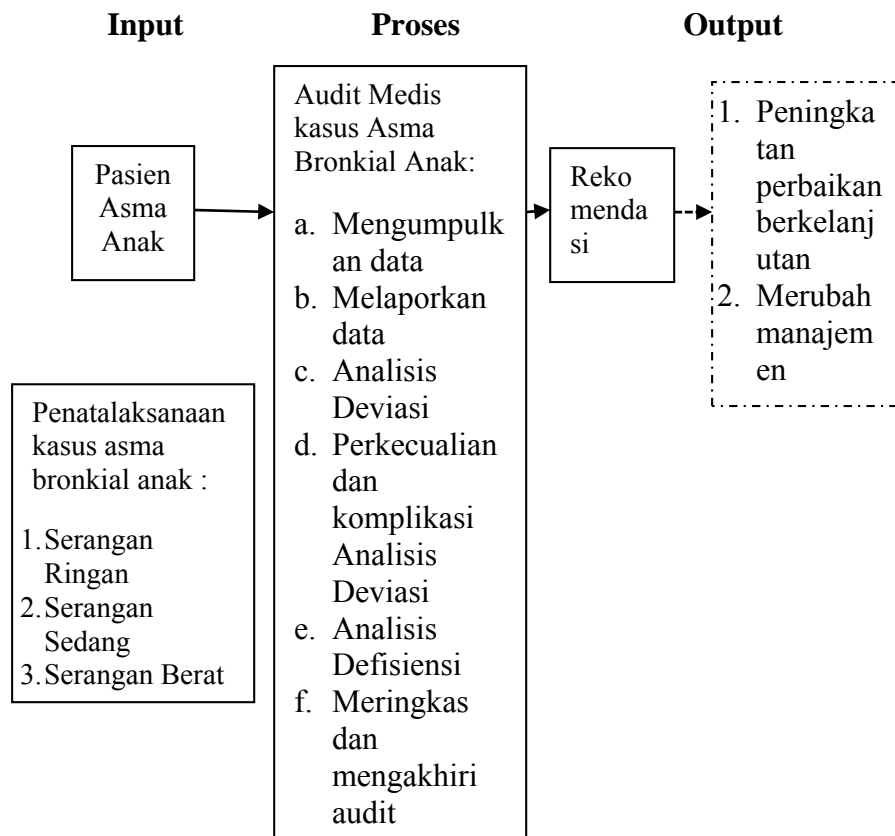 Input Proses Output
Pasien
Asma
Anak
Penatalaksanaan
kasus asma
bronkial anak :
1. Serangan
Ringan
2. Serangan
Sedang
3. Serangan Berat
Audit Medis
kasus Asma
Bronkial Anak:
a. Mengumpulk
an data
b. Melaporkan
data
c. Analisis
Deviasi
d. Perkecualian
dan
komplikasi
Analisis
Deviasi
e. Analisis
Defisiensi
f. Meringkas
dan
mengakhiri
audit
Reko
menda
si
1. Peningka
tan
perbaikan
berkelanj
utan
2. Merubah
manajem
en